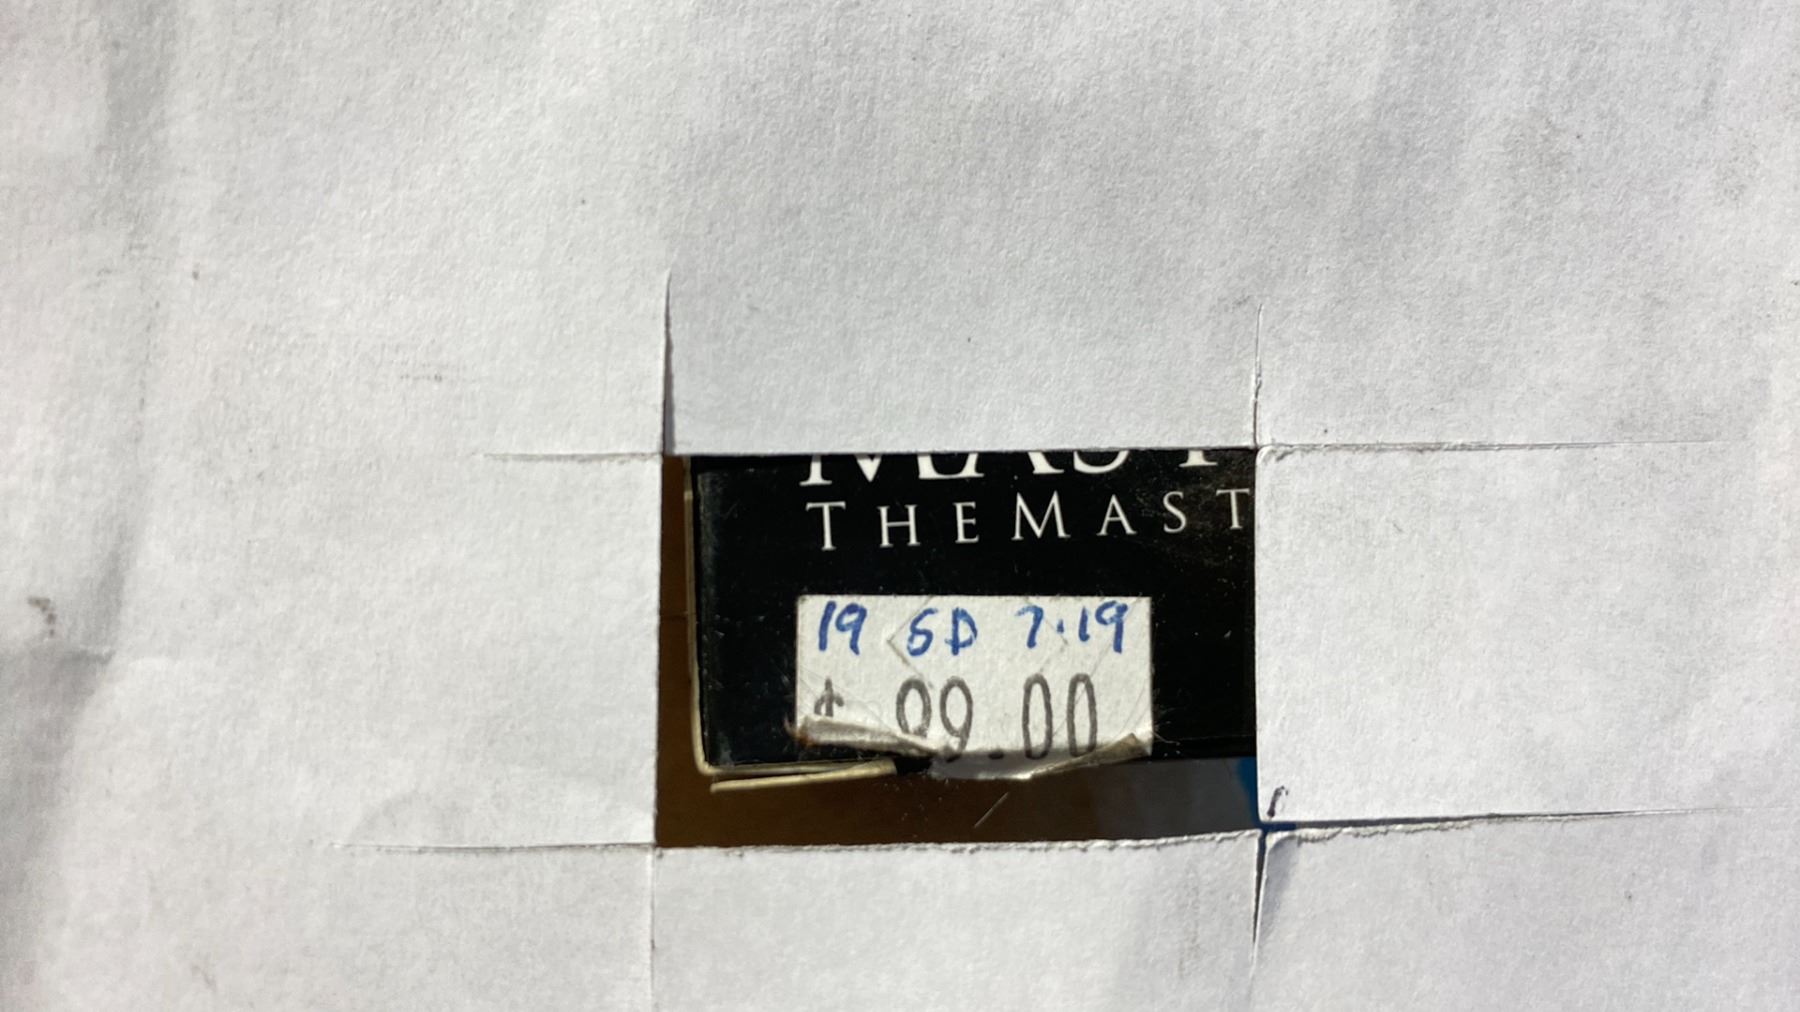 THEMAST
19 SD 7.19
$ 99.00